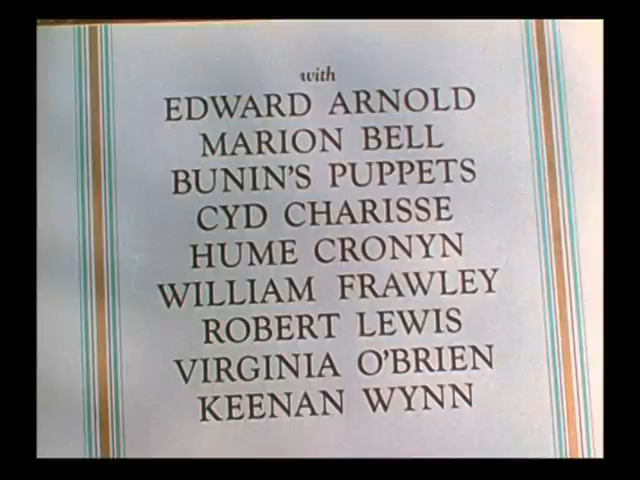 with
EDWARD ARNOLD
MARION BELL
BUNIN'S PUPPETS
CYD CHARISSE
HUME CRONYN
WILLIAM FRAWLEY
ROBERT LEWIS
VIRGINIA O'BRIEN
KEENAN WYNN